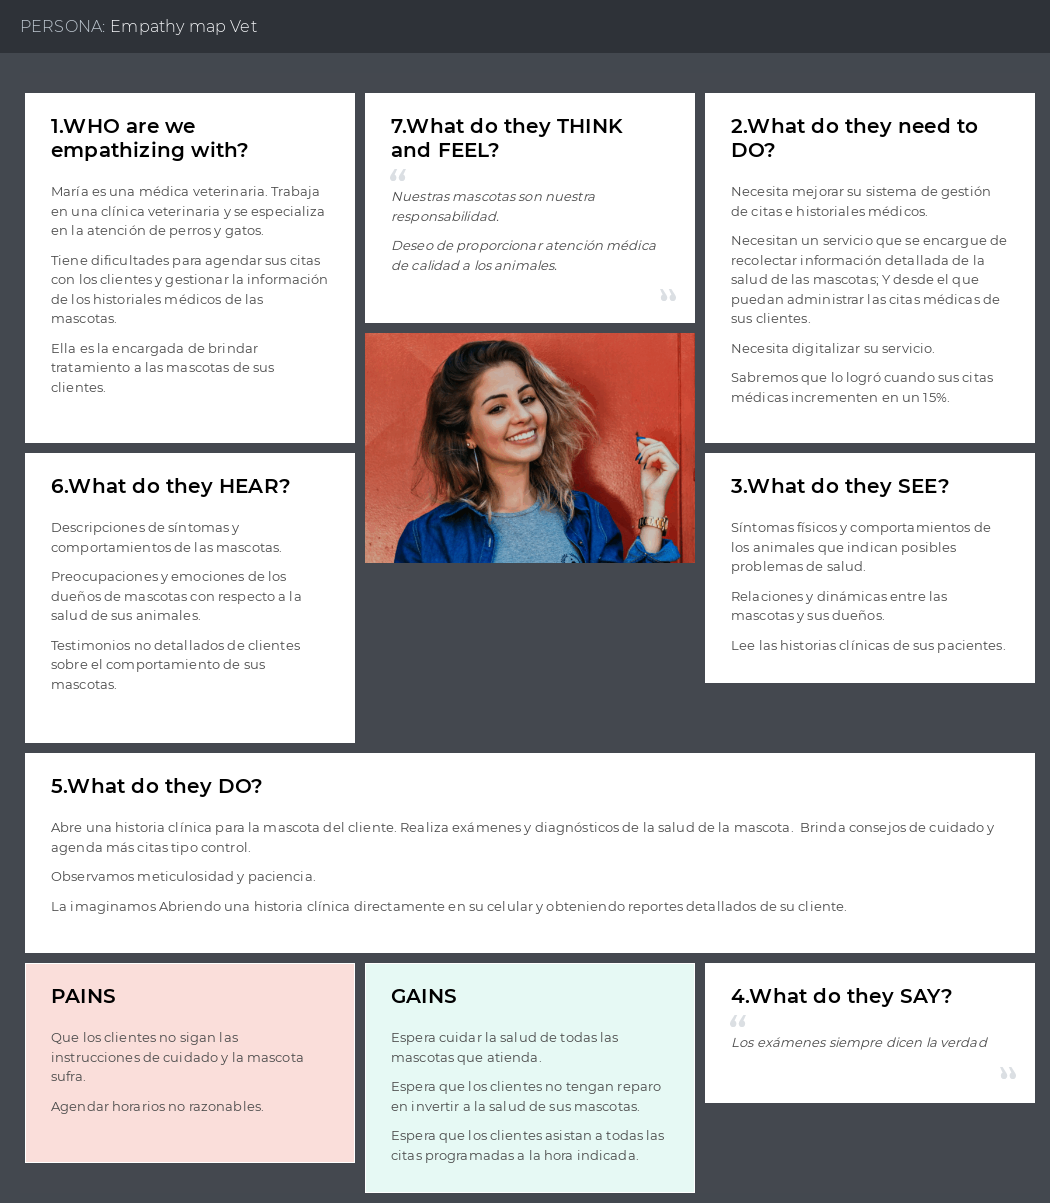 PERSONA: Empathy map Vet
1.WHO are we
empathizing with?
María es una médica veterinaria. Trabaja
en una clínica veterinaria y se especializa
en la atención de perros y gatos.
Tiene dificultades para agendar sus citas
con los clientes y gestionar la información
de los historiales médicos de las
mascotas.
Ella es la encargada de brindar
tratamiento a las mascotas de sus
clientes.
7.What do they THINK
and FEEL?
“
Nuestras mascotas son nuestra
responsabilidad.
Deseo de proporcionar atención médica
de calidad a los animales.
”
2.What do they need to
DO?
Necesita mejorar su sistema de gestión
de citas e historiales médicos.
Necesitan un servicio que se encargue de
recolectar información detallada de la
salud de las mascotas; Y desde el que
puedan administrar las citas médicas de
sus clientes.
Necesita digitalizar su servicio.
Sabremos que lo logró cuando sus citas
médicas incrementen en un 15%.
6.What do they HEAR?
Descripciones de síntomas y
comportamientos de las mascotas.
Preocupaciones y emociones de los
dueños de mascotas con respecto a la
salud de sus animales.
Testimonios no detallados de clientes
sobre el comportamiento de sus
mascotas.
3.What do they SEE?
Síntomas físicos y comportamientos de
los animales que indican posibles
problemas de salud.
Relaciones y dinámicas entre las
mascotas y sus dueños.
Lee las historias clínicas de sus pacientes.
5.What do they DO?
Abre una historia clínica para la mascota del cliente. Realiza exámenes y diagnósticos de la salud de la mascota.  Brinda consejos de cuidado y
agenda más citas tipo control.
Observamos meticulosidad y paciencia.
La imaginamos Abriendo una historia clínica directamente en su celular y obteniendo reportes detallados de su cliente.
PAINS
Que los clientes no sigan las
instrucciones de cuidado y la mascota
sufra.
Agendar horarios no razonables.
GAINS
Espera cuidar la salud de todas las
mascotas que atienda.
Espera que los clientes no tengan reparo
en invertir a la salud de sus mascotas.
Espera que los clientes asistan a todas las
citas programadas a la hora indicada.
4.What do they SAY?
“
Los exámenes siempre dicen la verdad
”